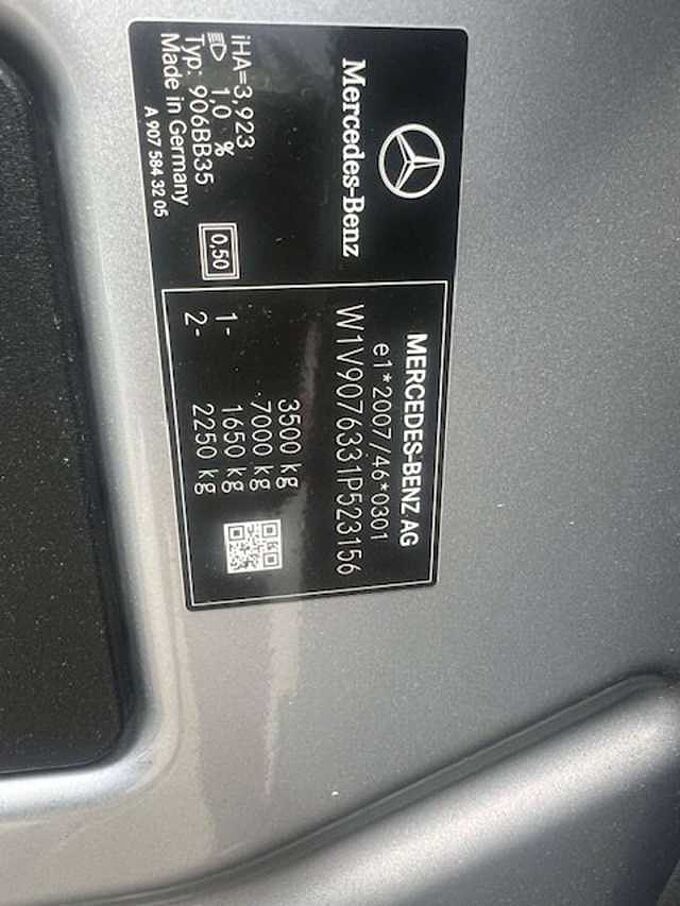 Mercedes-Benz
iHA=3,923
1,0 %
Typ: 906BB35
Made in Germany
A 907 584 32 05
0,50
MERCEDES-BENZ AG
e1*2007/46*0301
W1V9076331P523156
3500 kg
7000 kg
1- 1650 kg
2- 2250 kg